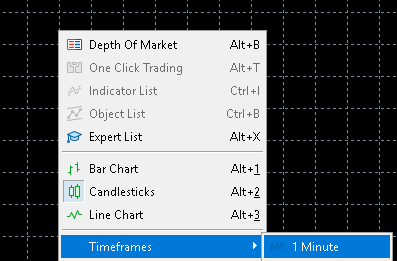 Depth Of Market Alt+B
One Click Trading Alt+T
Indicator List Ctrl+I
Object List Ctrl+B
Expert List Alt+X
Bar Chart Alt+1
Candlesticks Alt+2
Line Chart Alt+3
Timeframes M1 1 Minute